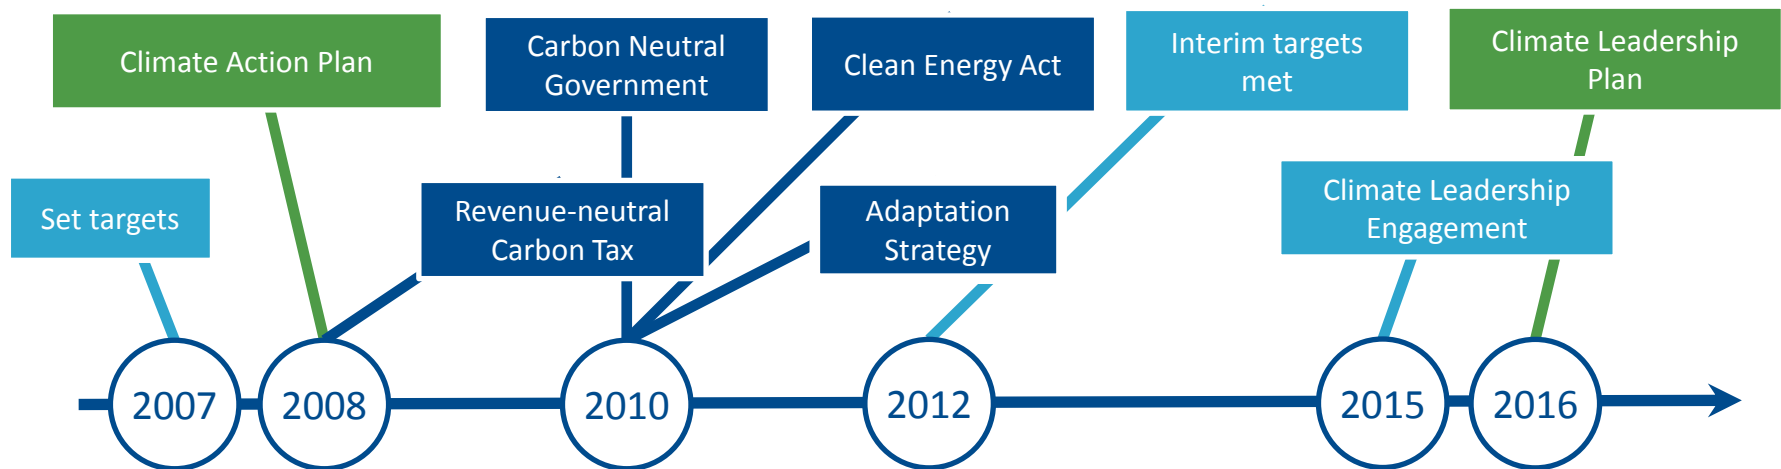 Climate Action Plan
Carbon Neutral
Government
Clean Energy Act
Interim targets
met
Climate Leadership
Plan
Set targets
Revenue-neutral
Carbon Tax
Adaptation
Strategy
Climate Leadership
Engagement
2007
2008
2010
2012
2015
2016